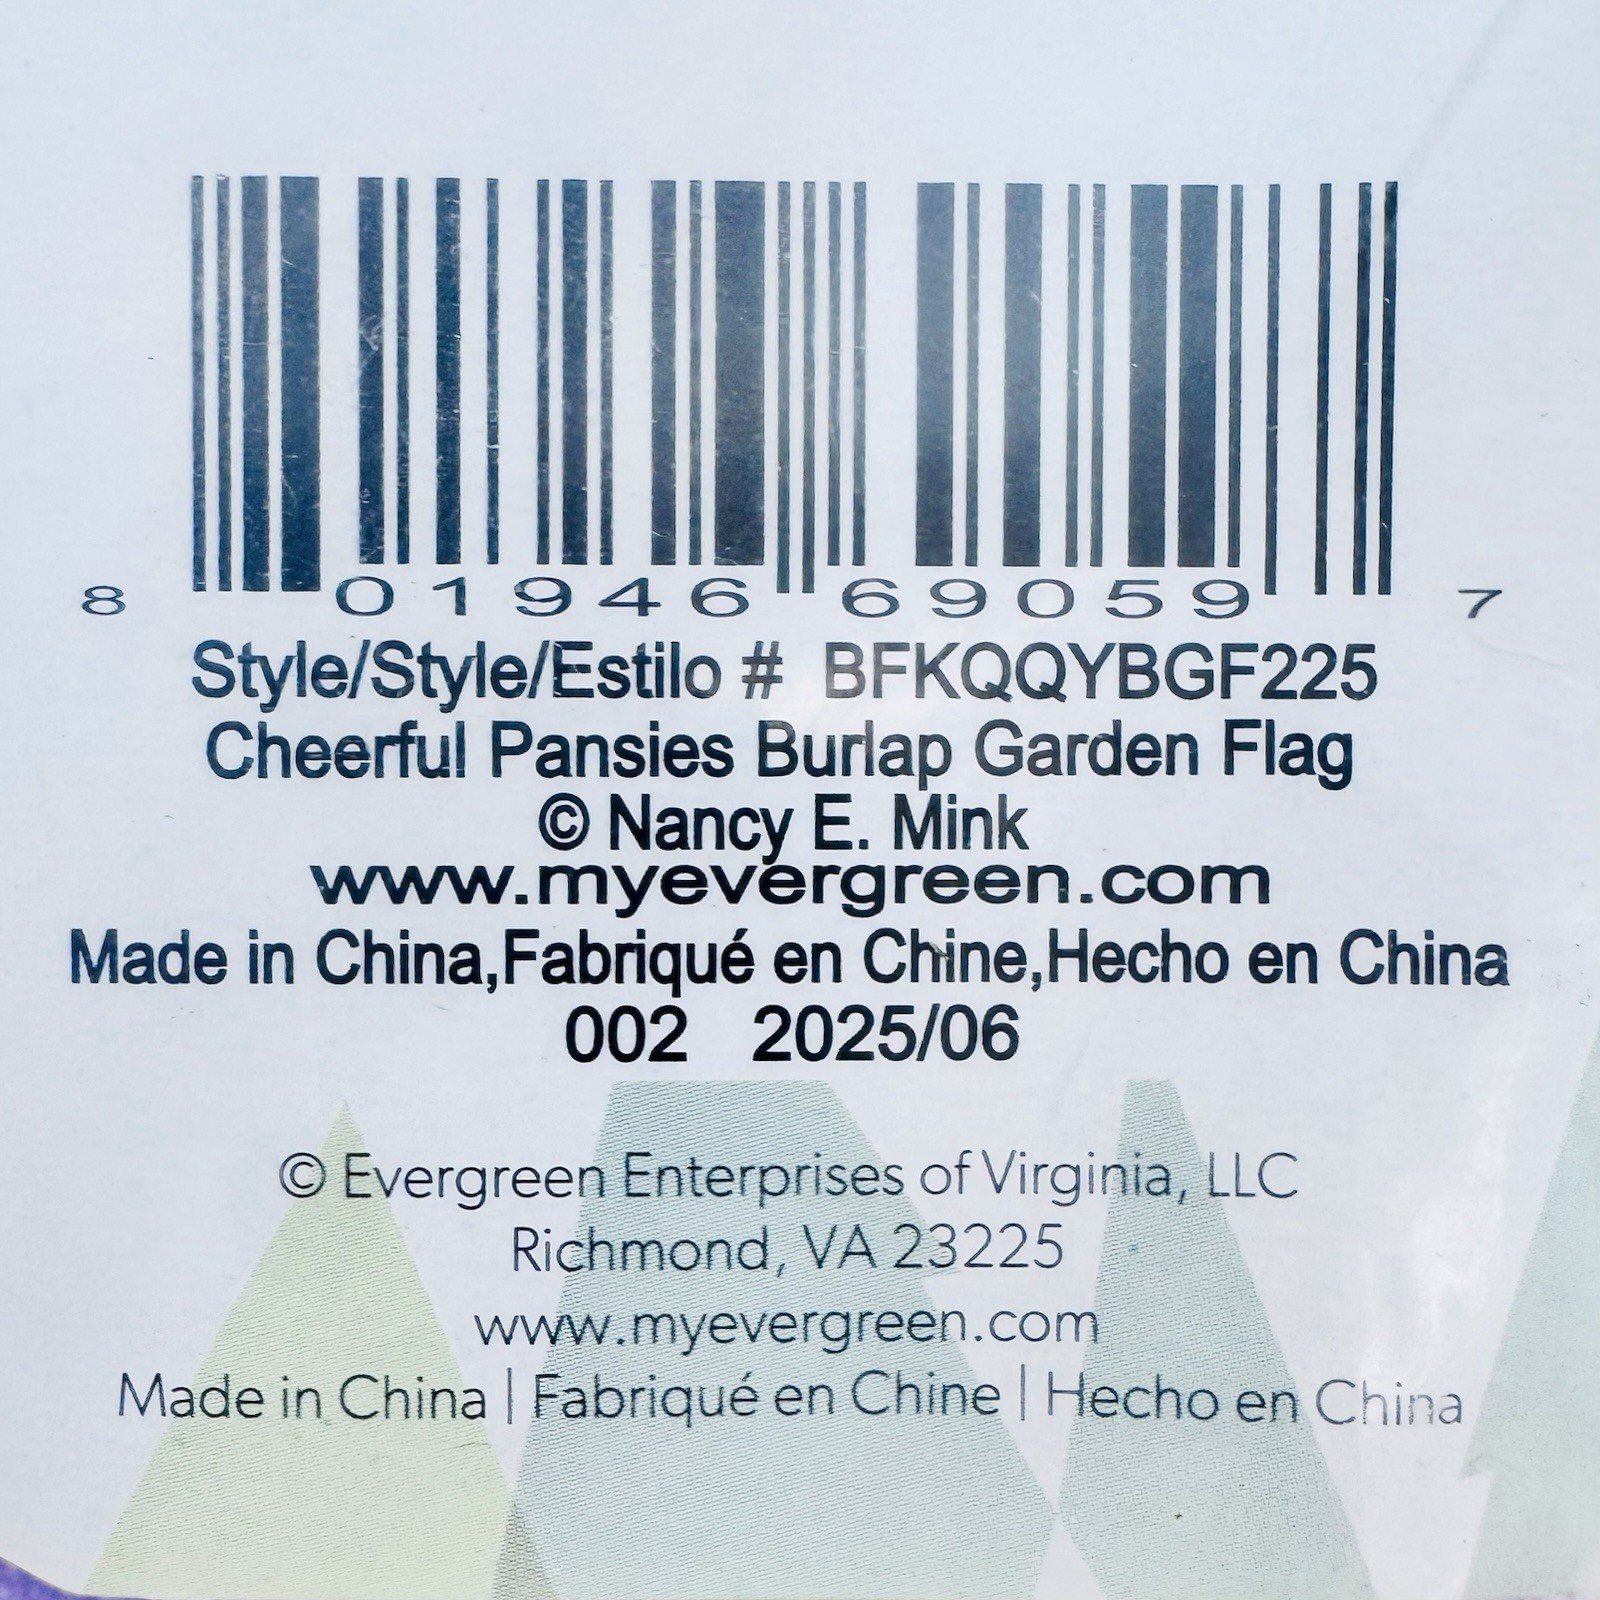 8 01946 69059 7
Style/Style/Estilo # BFKQQYBGF225
Cheerful Pansies Burlap Garden Flag
© Nancy E. Mink
www.myevergreen.com
Made in China,Fabriqué en Chine,Hecho en China
002 2025/06
© Evergreen Enterprises of Virginia, LLC
Richmond, VA 23225
www.myevergreen.com
Made in China | Fabriqué en Chine | Hecho en China